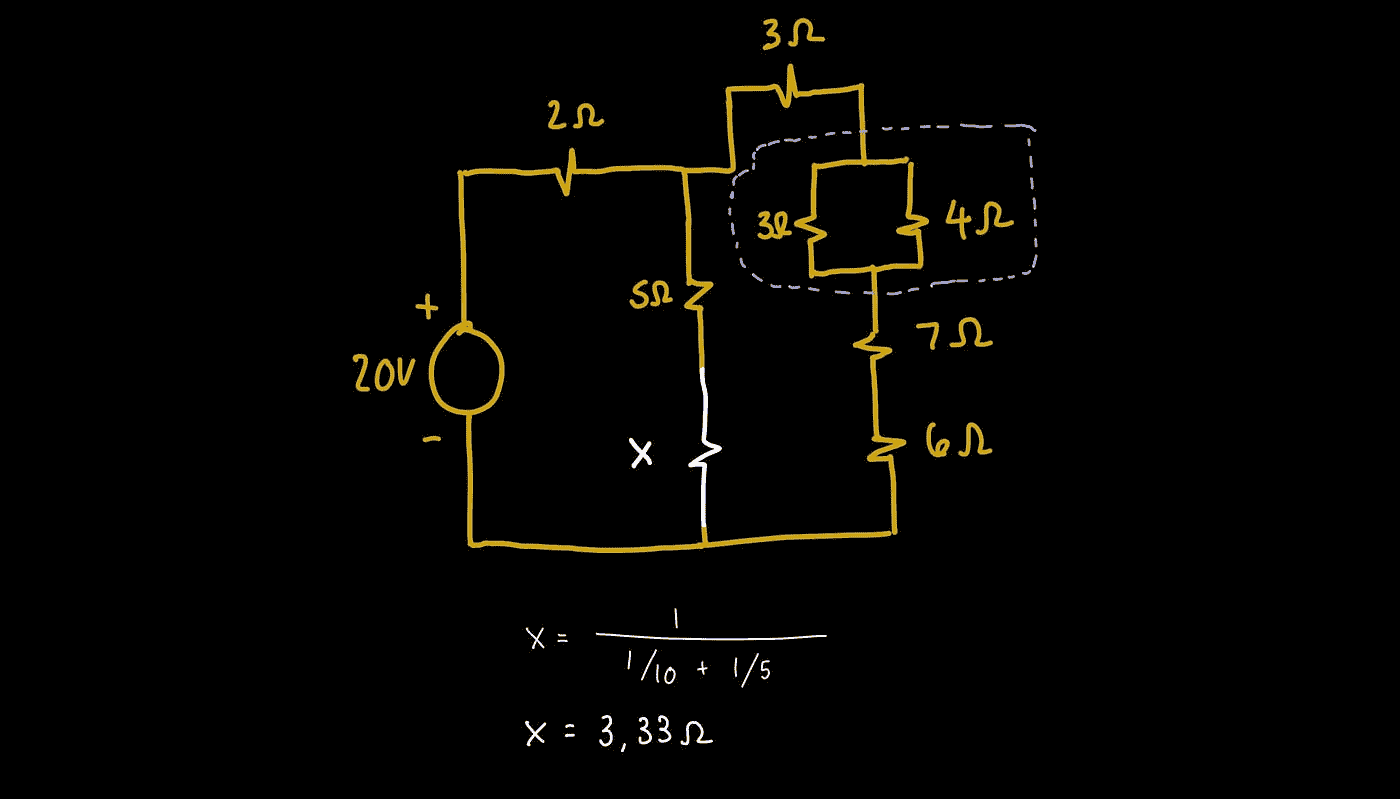 3Ω
2Ω
3Ω
4Ω
5Ω
+
7Ω
20V
-
X
6Ω
X = 1
1/10 + 1/5
X = 3,33Ω